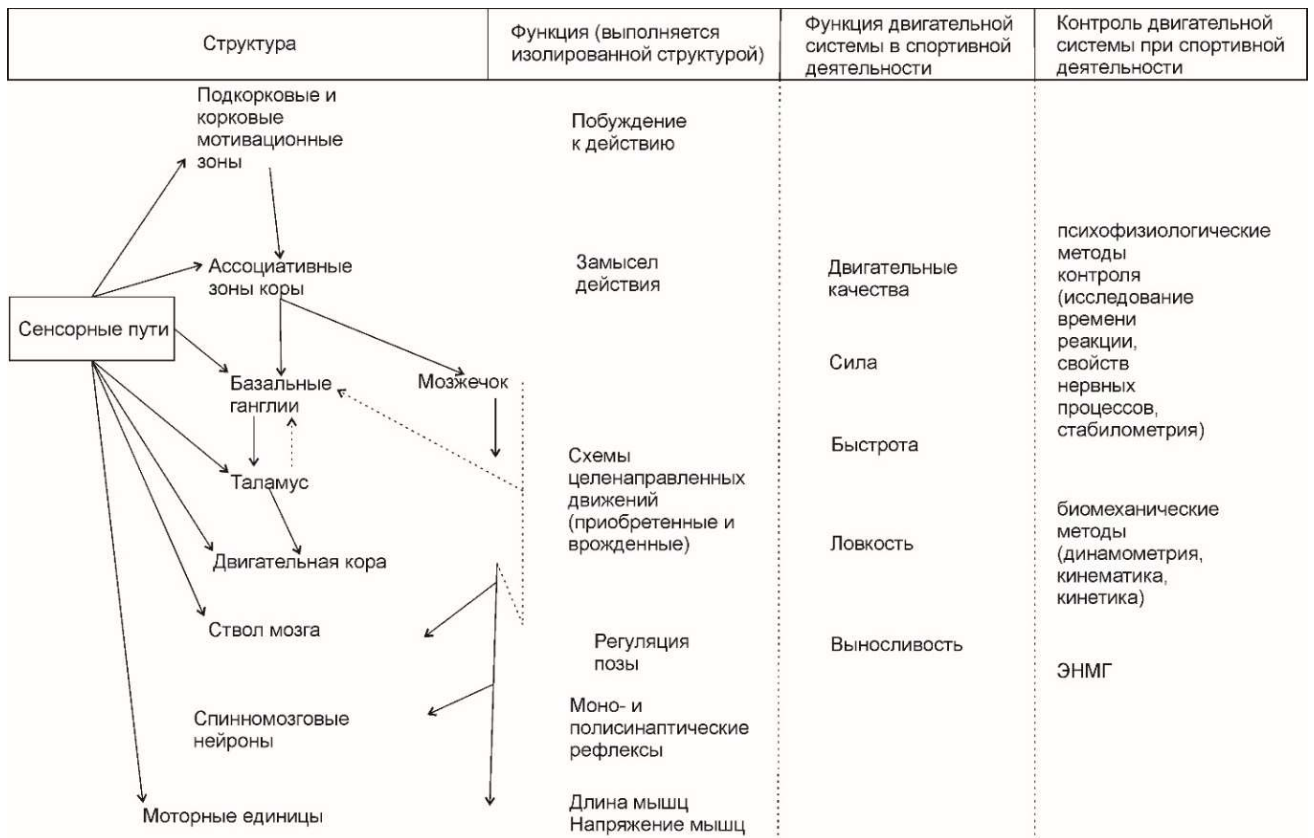 Структура
Функция (выполняется
изолированной структурой)
Функция двигательной
системы в спортивной
деятельности
Контроль двигательной
системы при спортивной
деятельности
Подкорковые и
корковые
мотивационные
зоны
Побуждение
к действию
Ассоциативные
зоны коры
Замысел
действия
Двигательные
качества
психофизиологические
методы
контроля
(исследование
времени
реакции,
свойств
нервных
процессов,
стабилометрия)
Сенсорные пути
Базальные
ганглии
Мозжечок
Сила
Быстрота
Таламус
Схемы
целенаправленных
движений
(приобретенные и
врожденные)
Двигательная кора
Ловкость
биомеханические
методы
(динамометрия,
кинематика,
кинетика)
Ствол мозга
Регуляция
позы
Выносливость
ЭНМГ
Спинномозговые
нейроны
Моно- и
полисинаптические
рефлексы
Моторные единицы
Длина мышц
Напряжение мышц